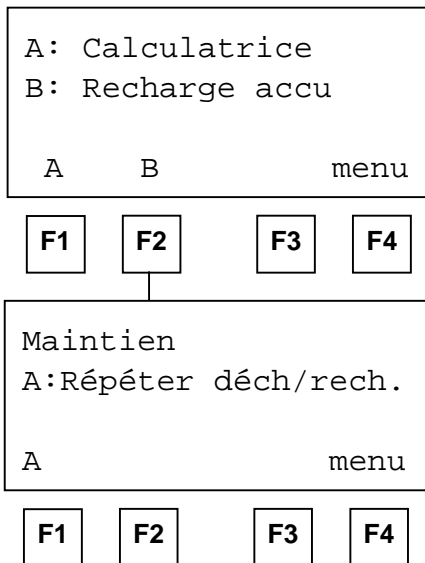 A: Calculatrice
B: Recharge accu
A B menu
F1 F2 F3 F4
Maintien
A:Répéter déch/rech.
A menu
F1 F2 F3 F4